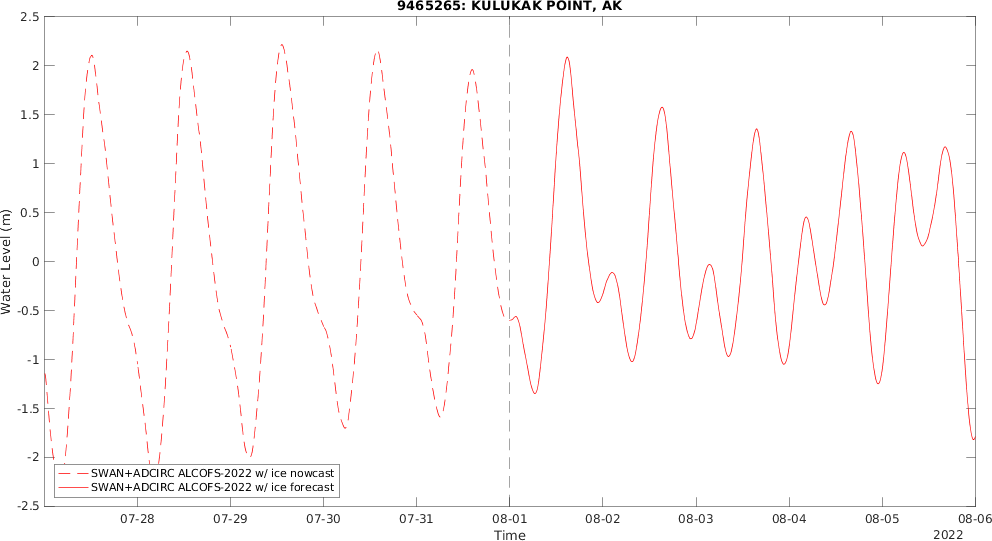 9465265: KULUKAK POINT, AK
2.5
2
1.5
1
0.5
0
-0.5
-1
-1.5
-2
-2.5
Water Level (m)
SWAN+ADCIRC ALCOFS-2022 w/ ice nowcast
SWAN+ADCIRC ALCOFS-2022 w/ ice forecast
07-28 07-29 07-30 07-31 08-01 08-02 08-03 08-04 08-05 08-06
Time
2022